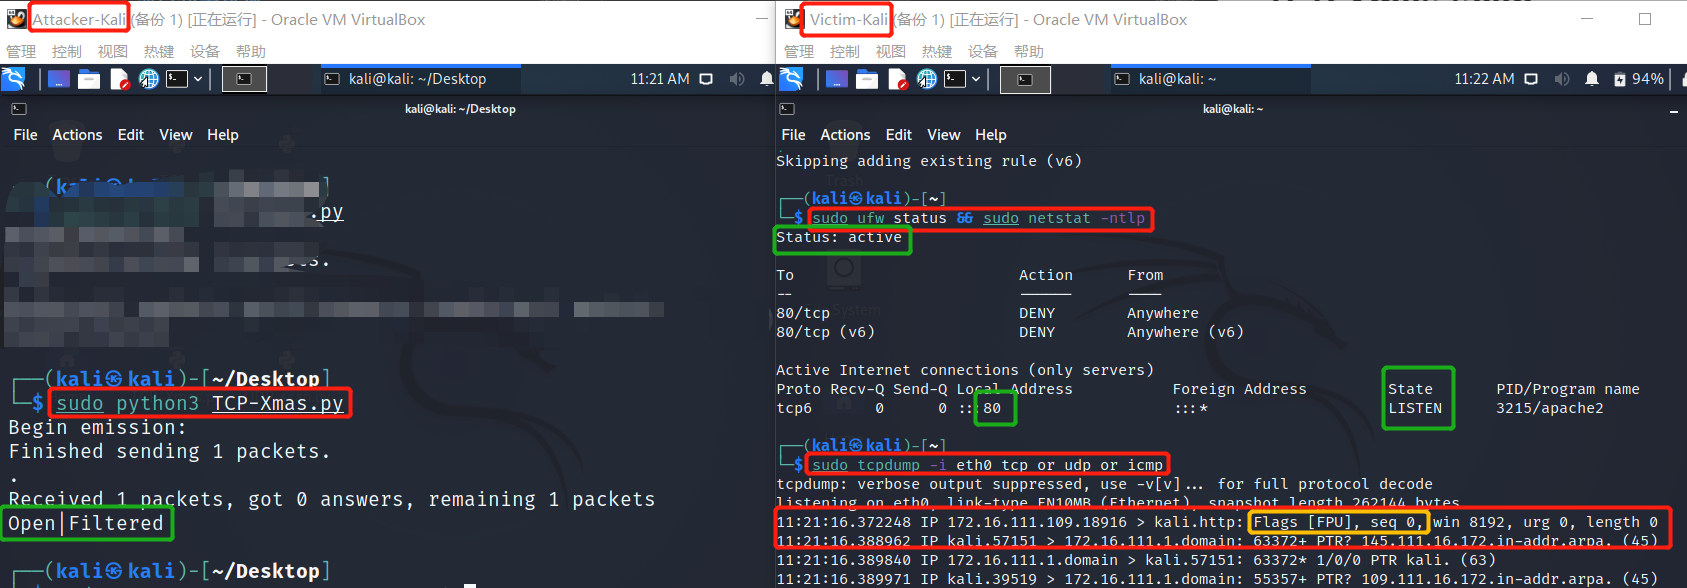 Attacker-Kali (备份 1) [正在运行] - Oracle VM VirtualBox
管理 控制 视图 热键 设备 帮助
kali@kali: ~/Desktop 11:21 AM
kali@kali: ~/Desktop
File Actions Edit View Help
.py
┌──(kali㉿kali)-[~/Desktop]
└─$ sudo python3 TCP-Xmas.py
Begin emission:
Finished sending 1 packets.
.
Received 1 packets, got 0 answers, remaining 1 packets
Open|Filtered
┌──(kali㉿kali)-[~/Desktop]
Victim-Kali (备份 1) [正在运行] - Oracle VM VirtualBox
管理 控制 视图 热键 设备 帮助
kali@kali: ~ 11:22 AM 94%
kali@kali: ~
File Actions Edit View Help
Skipping adding existing rule (v6)
┌──(kali㉿kali)-[~]
└─$ sudo ufw status && sudo netstat -ntlp
Status: active
To Action From
-- ------ ----
80/tcp DENY Anywhere
80/tcp (v6) DENY Anywhere (v6)
Active Internet connections (only servers)
Proto Recv-Q Send-Q Local Address Foreign Address State PID/Program name
tcp6 0 0 :::80 :::* LISTEN 3215/apache2
┌──(kali㉿kali)-[~]
└─$ sudo tcpdump -i eth0 tcp or udp or icmp
tcpdump: verbose output suppressed, use -v[v]... for full protocol decode
listening on eth0, link-type EN10MB (Ethernet), snapshot length 262144 bytes
11:21:16.372248 IP 172.16.111.109.18916 > kali.http: Flags [FPU], seq 0, win 8192, urg 0, length 0
11:21:16.388962 IP kali.57151 > 172.16.111.1.domain: 63372+ PTR? 145.111.16.172.in-addr.arpa. (45)
11:21:16.389840 IP 172.16.111.1.domain > kali.57151: 63372* 1/0/0 PTR kali. (63)
11:21:16.389971 IP kali.39519 > 172.16.111.1.domain: 55357+ PTR? 109.111.16.172.in-addr.arpa. (45)